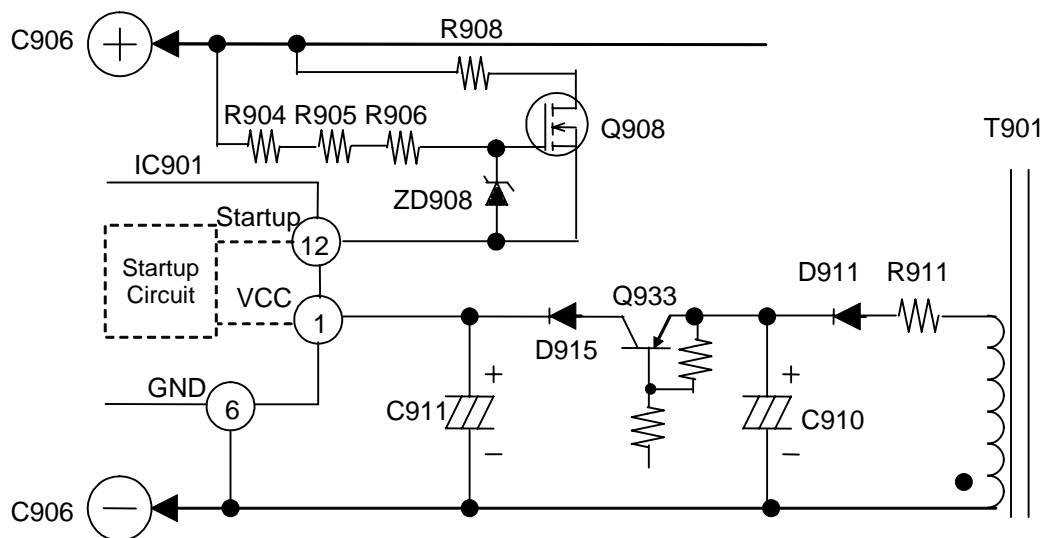 C906
R908
R904 R905 R906
Q908
T901
IC901
ZD908
Startup
12
Startup
Circuit
VCC
1
Q933
D911
R911
D915
GND
6
C911
+
−
C910
+
−
C906